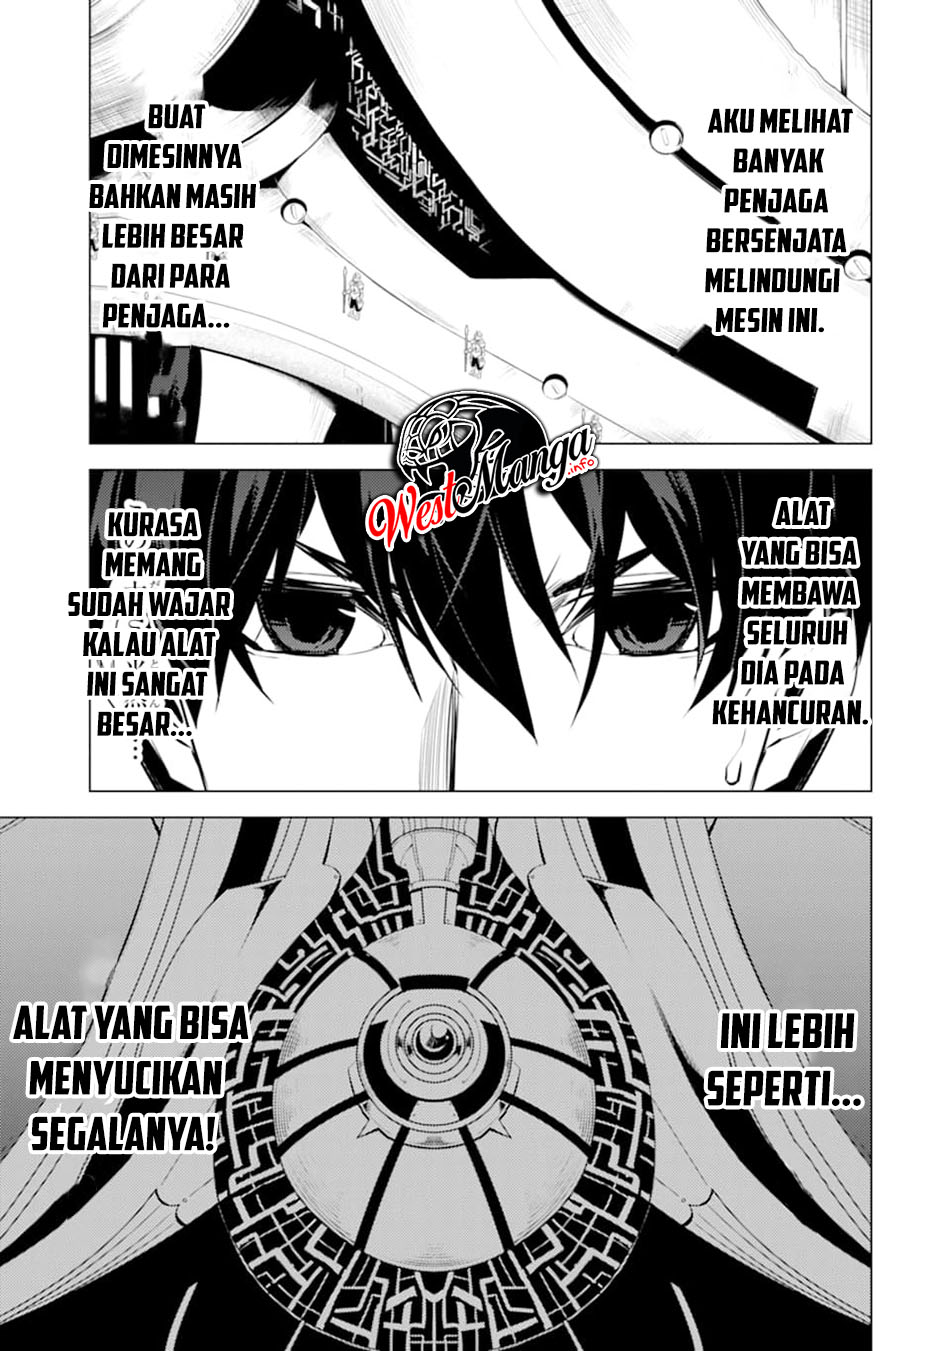 AKU MELIHAT
BANYAK
PENJAGA
BERSENJATA
MELINDUNGI
MESIN INI.
BUAT
DIMESINNYA
BAHKAN MASIH
LEBIH BESAR
DARI PARA
PENJAGA...
WestManga
.info
ALAT
YANG BISA
MEMBAWA
SELURUH
DIA PADA
KEHANCURAN.
KURASA
MEMANG
SUDAH WAJAR
KALAU ALAT
INI SANGAT
BESAR...
INI LEBIH
SEPERTI...
ALAT YANG BISA
MENYUCIKAN
SEGALANYA!